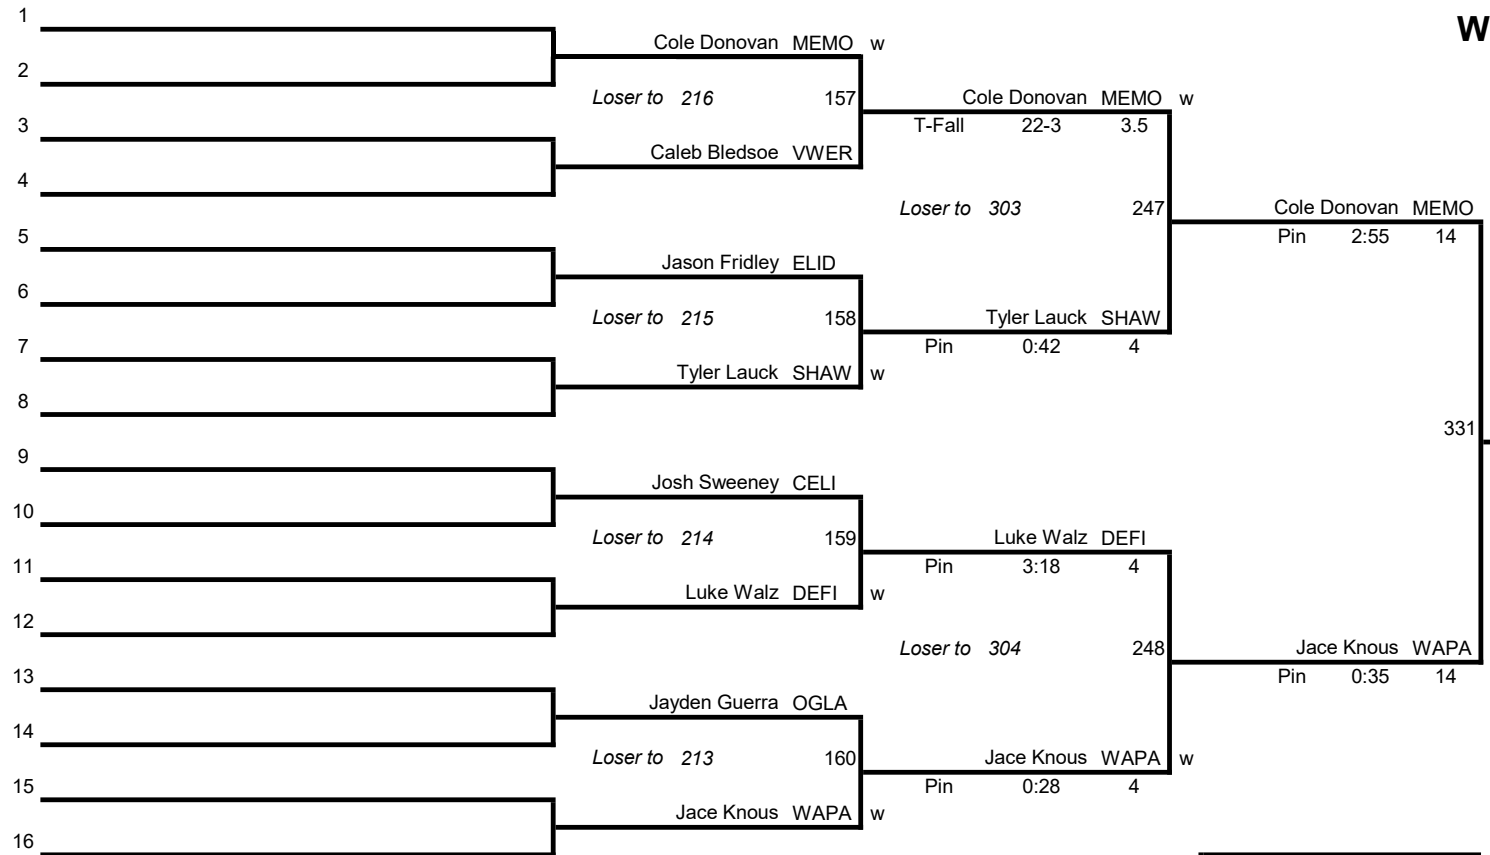 1
W
Cole Donovan MEMO w
2
Loser to 216 157 Cole Donovan MEMO w
3
T-Fall 22-3 3.5
Caleb Bledsoe VWER
4
Loser to 303 247 Cole Donovan MEMO
5
Pin 2:55 14
Jason Fridley ELID
6
Loser to 215 158 Tyler Lauck SHAW
7
Pin 0:42 4
Tyler Lauck SHAW w
8
331
9
Josh Sweeney CELI
10
Loser to 214 159 Luke Walz DEFI
11
Pin 3:18 4
Luke Walz DEFI w
12
Loser to 304 248 Jace Knous WAPA
13
Pin 0:35 14
Jayden Guerra OGLA
14
Loser to 213 160 Jace Knous WAPA w
15
Pin 0:28 4
Jace Knous WAPA w
16